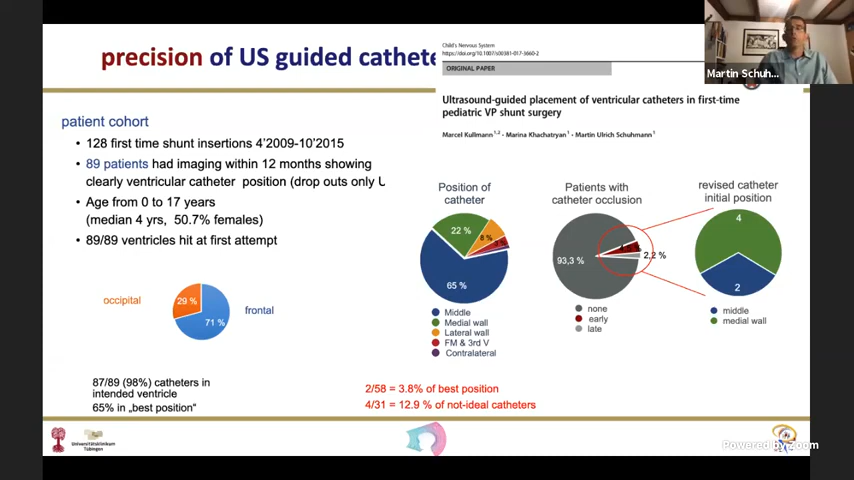 precision of US guided cathete
Child's Nervous System
https://doi.org/10.1007/s00381-017-3660-2
ORIGINAL PAPER
Ultrasound-guided placement of ventricular catheters in first-time
pediatric VP shunt surgery
Marcel Kullmann 1,2 • Marina Khachatryan 1 • Martin Ulrich Schuhmann 1
Martin Schuh...
patient cohort
• 128 first time shunt insertions 4'2009-10'2015
• 89 patients had imaging within 12 months showing
clearly ventricular catheter position (drop outs only U
• Age from 0 to 17 years
(median 4 yrs, 50.7% females)
• 89/89 ventricles hit at first attempt
occipital
29 %
71 %
frontal
87/89 (98%) catheters in
intended ventricle
65% in „best position"
Position of
catheter
22 %
8 %
3 %
65 %
Middle
Medial wall
Lateral wall
FM & 3rd V
Contralateral
Patients with
catheter occlusion
93,3 %
2,2 %
none
early
late
revised catheter
initial position
4
2
middle
medial wall
2/58 = 3.8% of best position
4/31 = 12.9 % of not-ideal catheters
Universitätsklinikum
Tübingen
Powered by Zoom